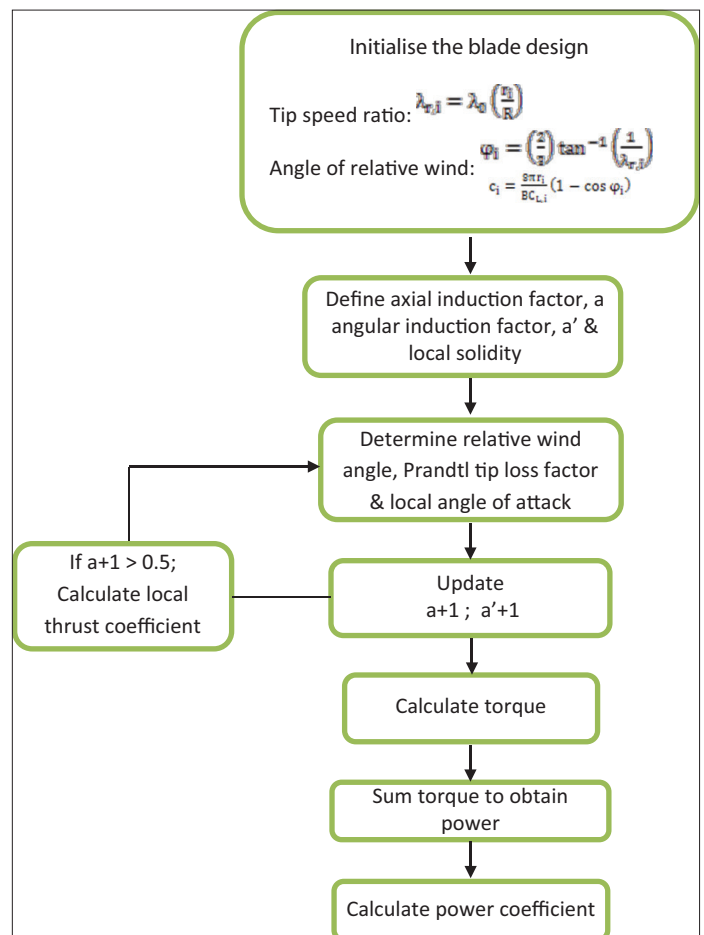 Initialise the blade design
Tip speed ratio: λr,i = λ0 (ri/R)
Angle of relative wind: φi = (2/3) tan⁻¹ (1/λr,i)
ci = 8πri/BCL,i (1 − cos φi)
Define axial induction factor, a
angular induction factor, a’ &
local solidity
Determine relative wind
angle, Prandtl tip loss factor
& local angle of attack
If a+1 > 0.5;
Calculate local
thrust coefficient
Update
a+1 ; a’+1
Calculate torque
Sum torque to obtain
power
Calculate power coefficient